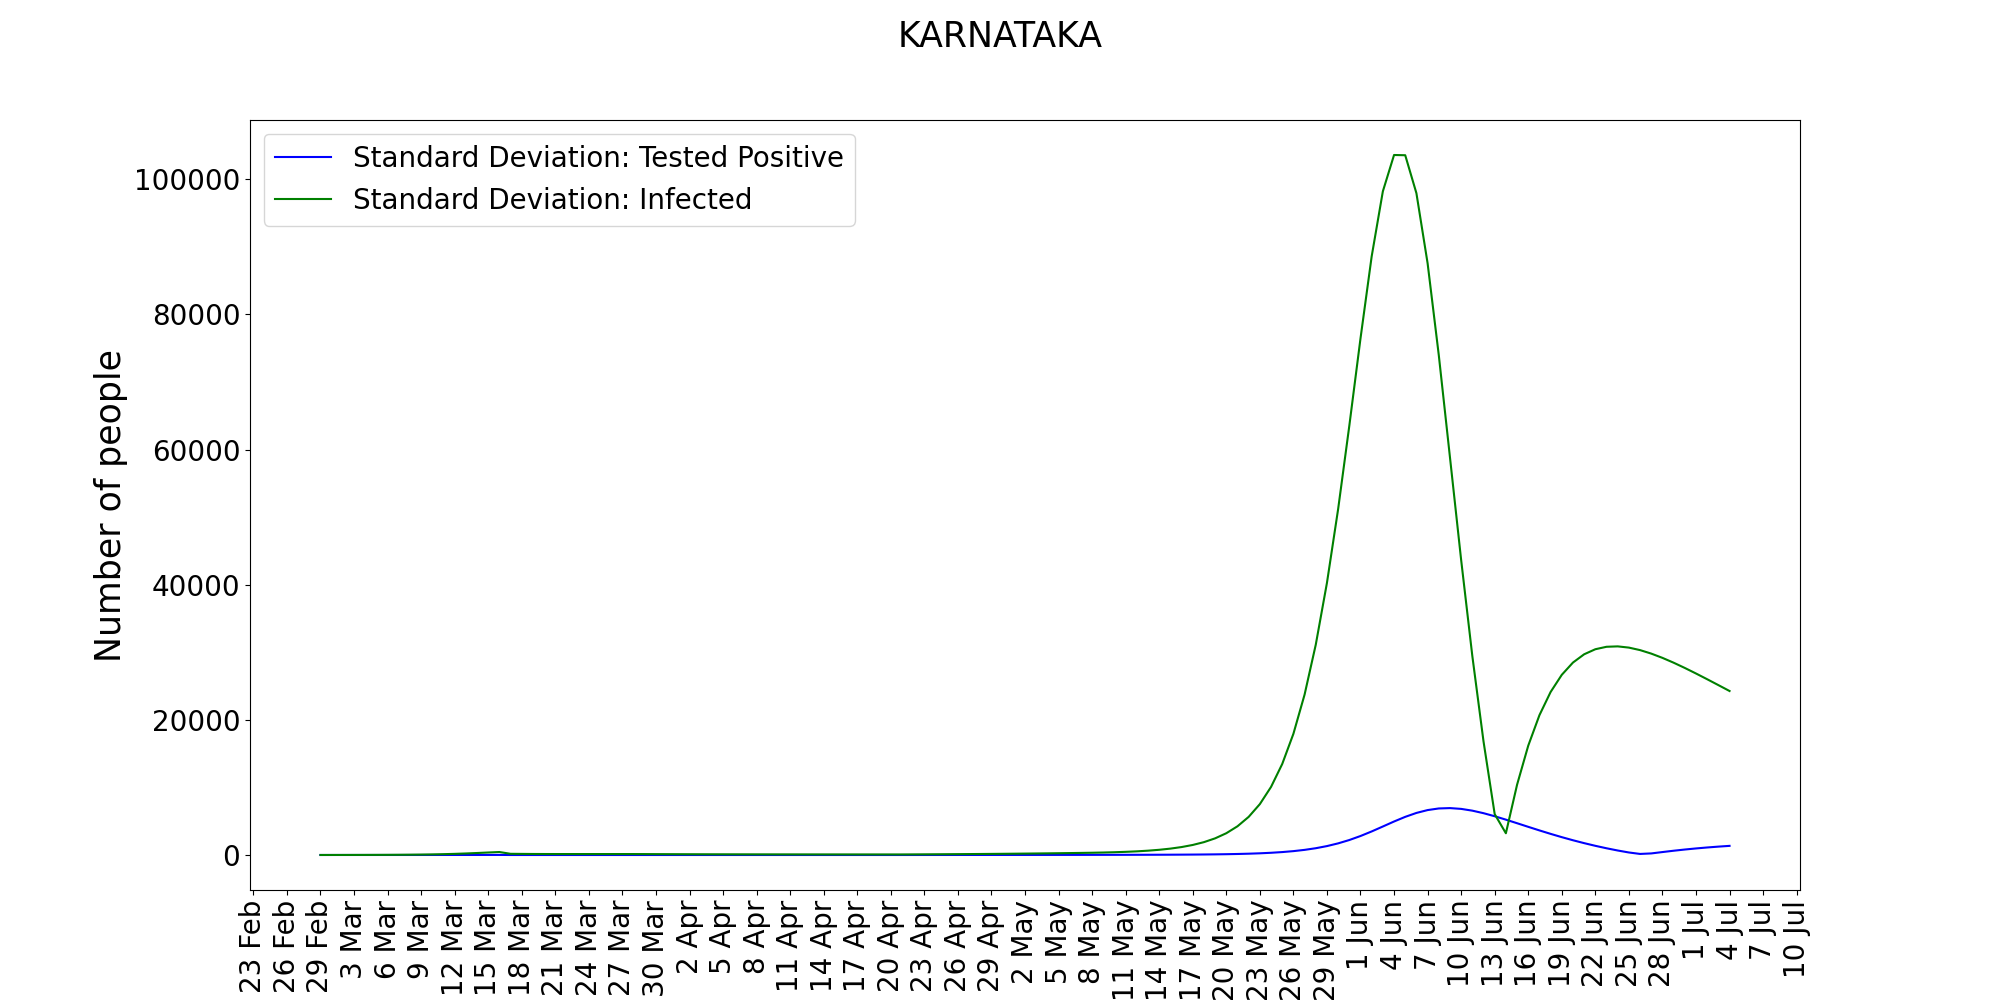 KARNATAKA
Standard Deviation: Tested Positive
Standard Deviation: Infected
Number of people
100000
80000
60000
40000
20000
0
23 Feb
26 Feb
29 Feb
3 Mar
6 Mar
9 Mar
12 Mar
15 Mar
18 Mar
21 Mar
24 Mar
27 Mar
30 Mar
2 Apr
5 Apr
8 Apr
11 Apr
14 Apr
17 Apr
20 Apr
23 Apr
26 Apr
29 Apr
2 May
5 May
8 May
11 May
14 May
17 May
20 May
23 May
26 May
29 May
1 Jun
4 Jun
7 Jun
10 Jun
13 Jun
16 Jun
19 Jun
22 Jun
25 Jun
28 Jun
1 Jul
4 Jul
7 Jul
10 Jul